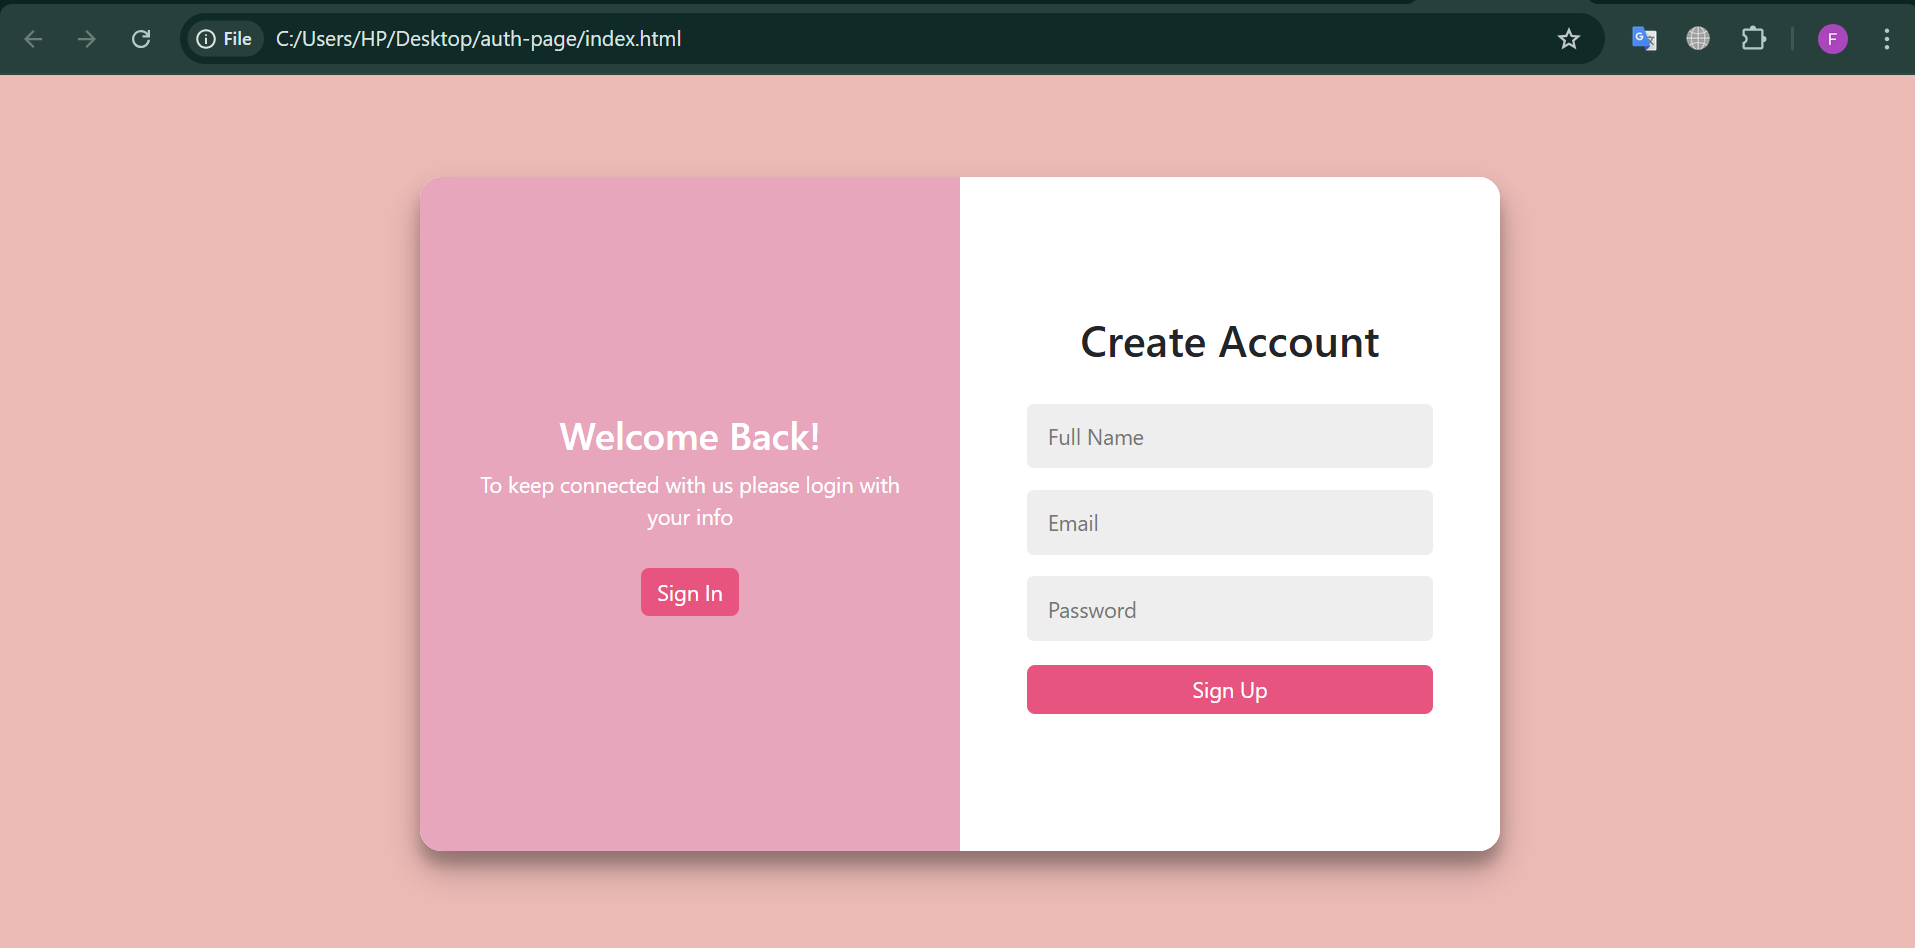 File C:/Users/HP/Desktop/auth-page/index.html
F
Welcome Back!
To keep connected with us please login with
your info
Sign In
Create Account
Full Name
Email
Password
Sign Up